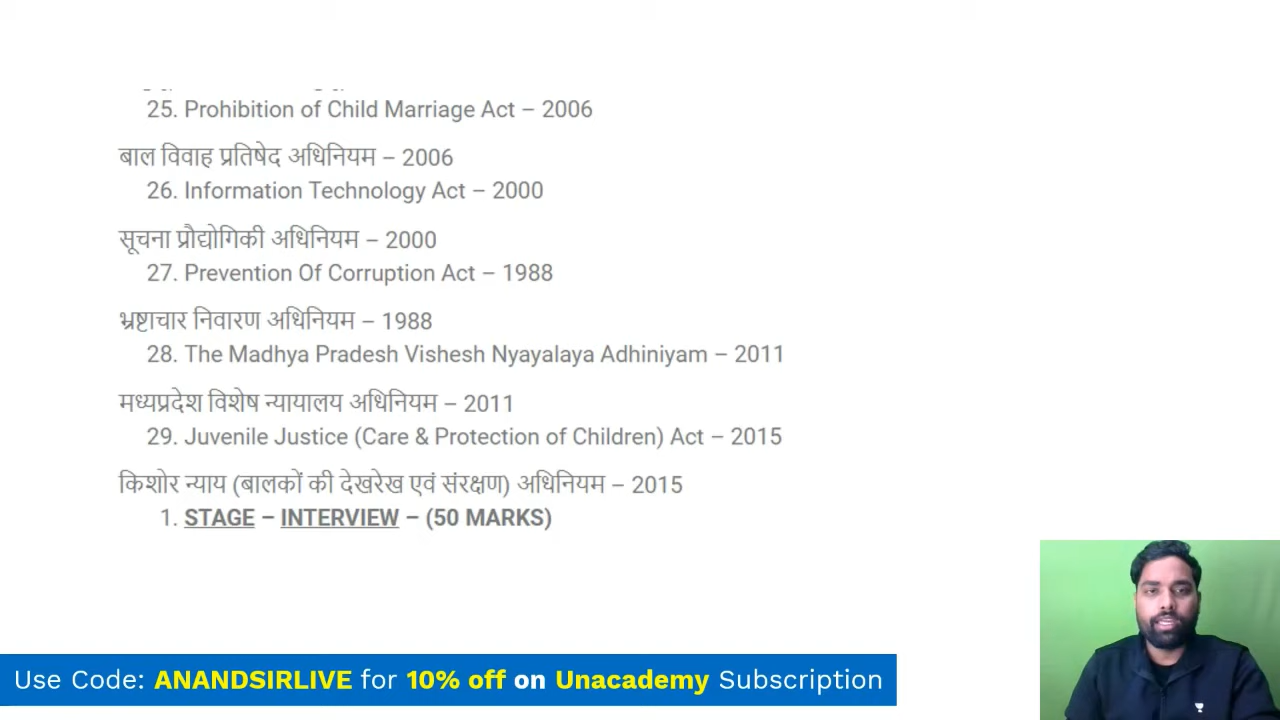 25. Prohibition of Child Marriage Act – 2006
बाल विवाह प्रतिषेद अधिनियम – 2006
26. Information Technology Act – 2000
सूचना प्रौद्योगिकी अधिनियम – 2000
27. Prevention Of Corruption Act – 1988
भ्रष्टाचार निवारण अधिनियम – 1988
28. The Madhya Pradesh Vishesh Nyayalaya Adhiniyam – 2011
मध्यप्रदेश विशेष न्यायालय अधिनियम – 2011
29. Juvenile Justice (Care & Protection of Children) Act – 2015
किशोर न्याय (बालकों की देखरेख एवं संरक्षण) अधिनियम – 2015
1. STAGE – INTERVIEW – (50 MARKS)
Use Code: ANANDSIRLIVE for 10% off on Unacademy Subscription